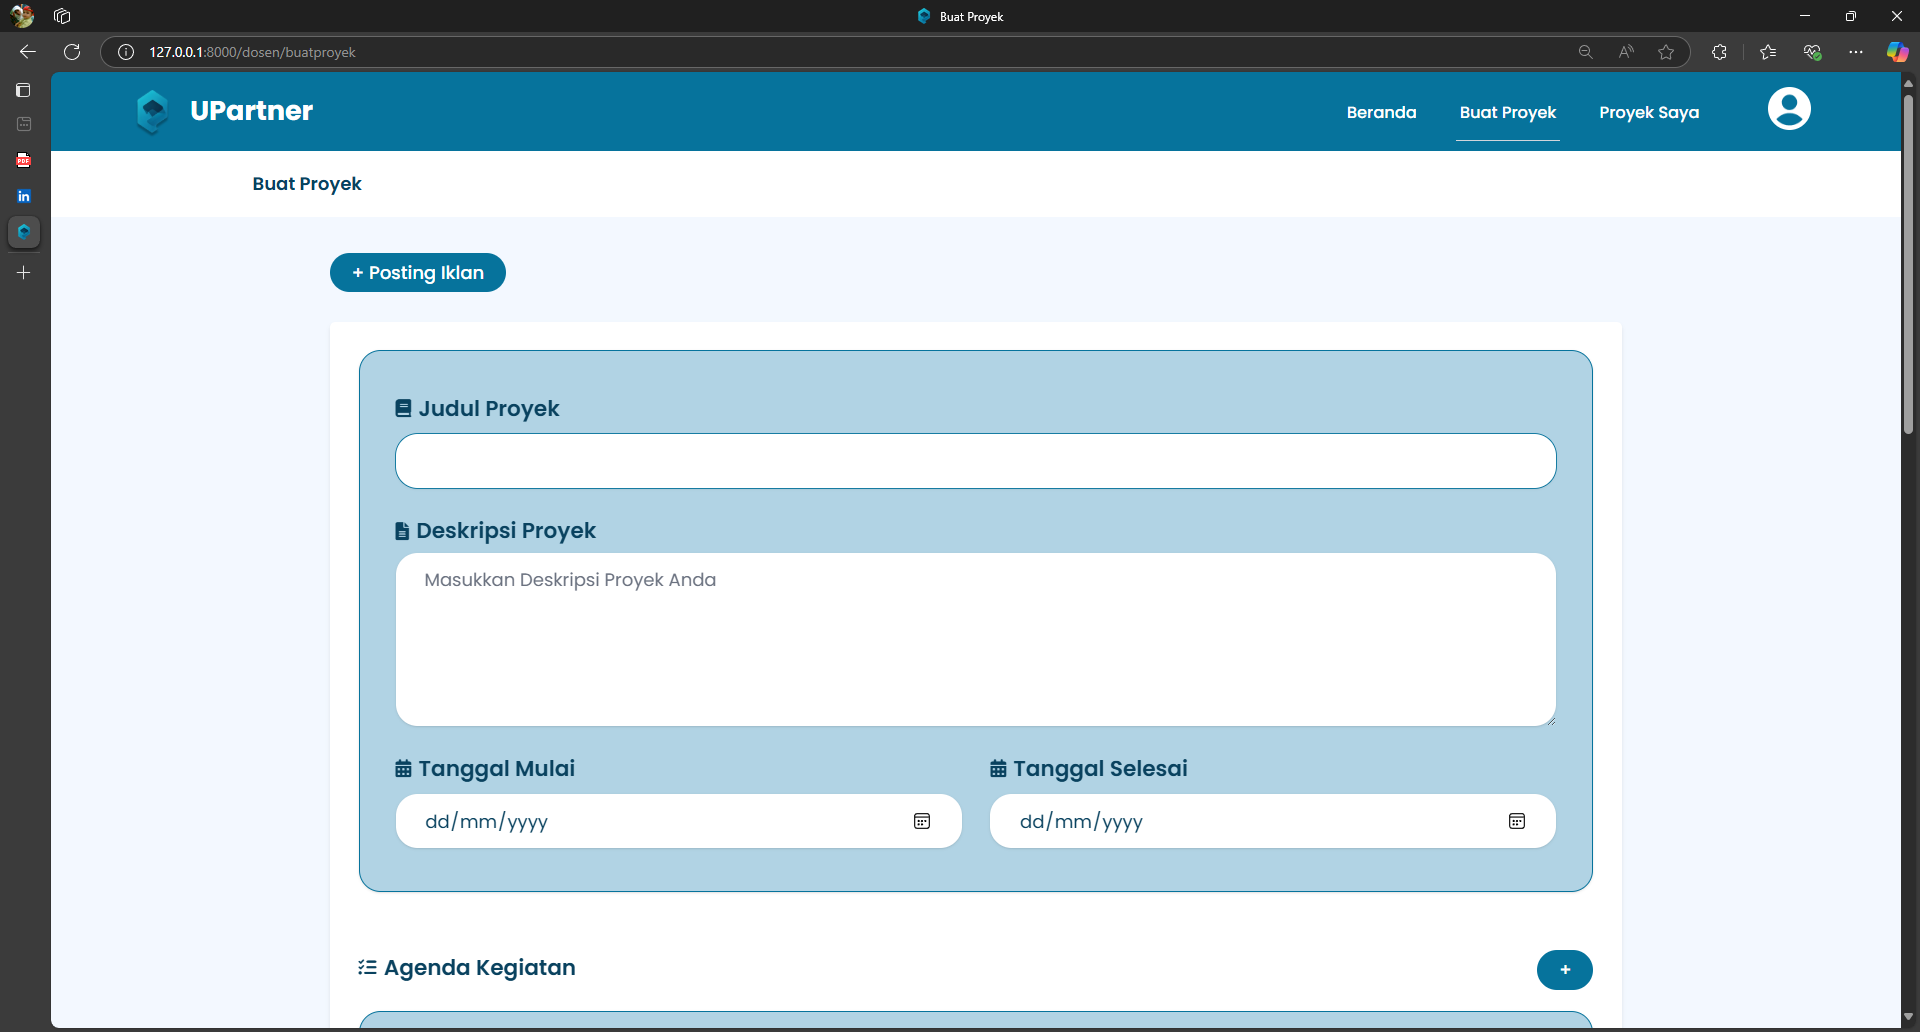 Buat Proyek
127.0.0.1:8000/dosen/buatproyek
UPartner
Beranda
Buat Proyek
Proyek Saya
Buat Proyek
+ Posting Iklan
Judul Proyek
Deskripsi Proyek
Masukkan Deskripsi Proyek Anda
Tanggal Mulai
Tanggal Selesai
dd/mm/yyyy
dd/mm/yyyy
Agenda Kegiatan
+